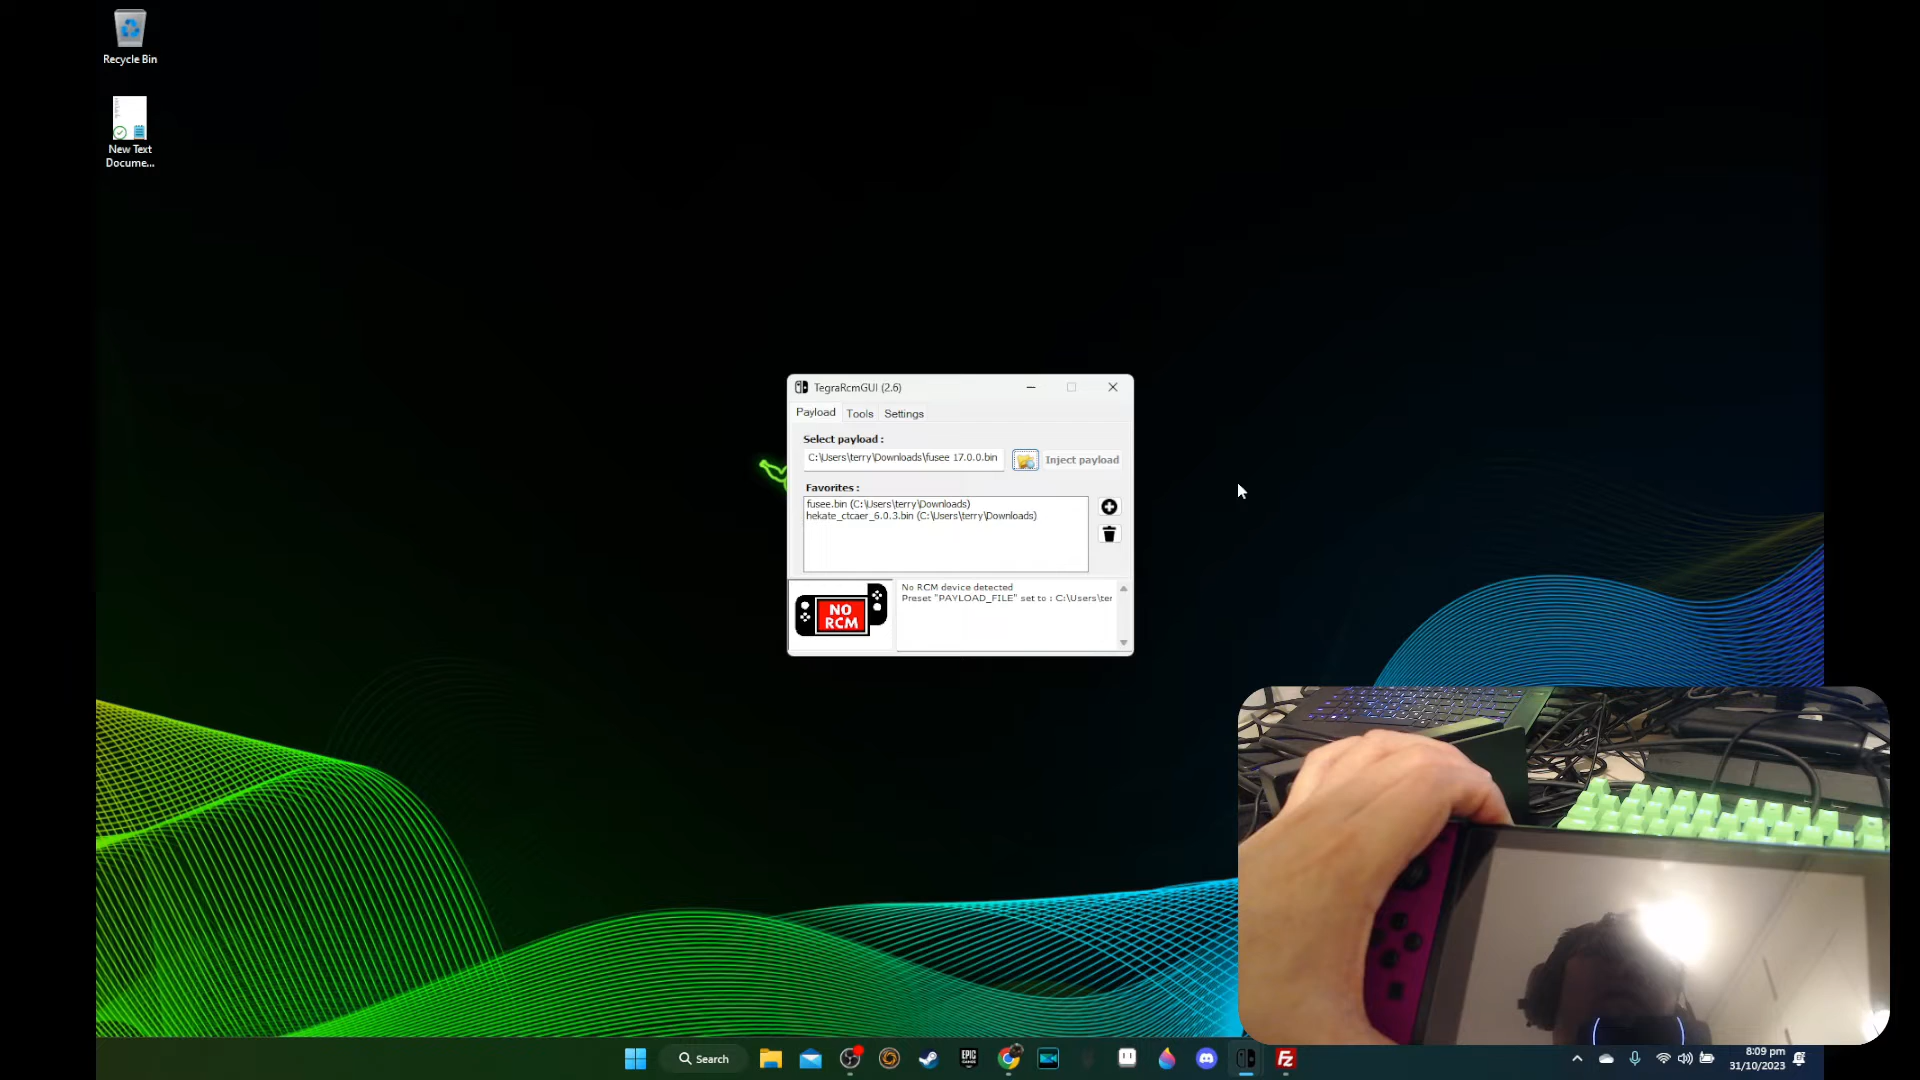 Recycle Bin
New Text
Docume...
TegraRcmGUI (2.6)
Payload
Tools
Settings
Select payload :
C:\Users\terry\Downloads\fusee 17.0.0.bin
Inject payload
Favorites :
fusee.bin (C:\Users\terry\Downloads)
hekate_ctcaer_6.0.3.bin (C:\Users\terry\Downloads)
NO
RCM
No RCM device detected
Preset "PAYLOAD_FILE" set to : C:\Users\ter
Search
EPIC
8:09 pm
31/10/2023